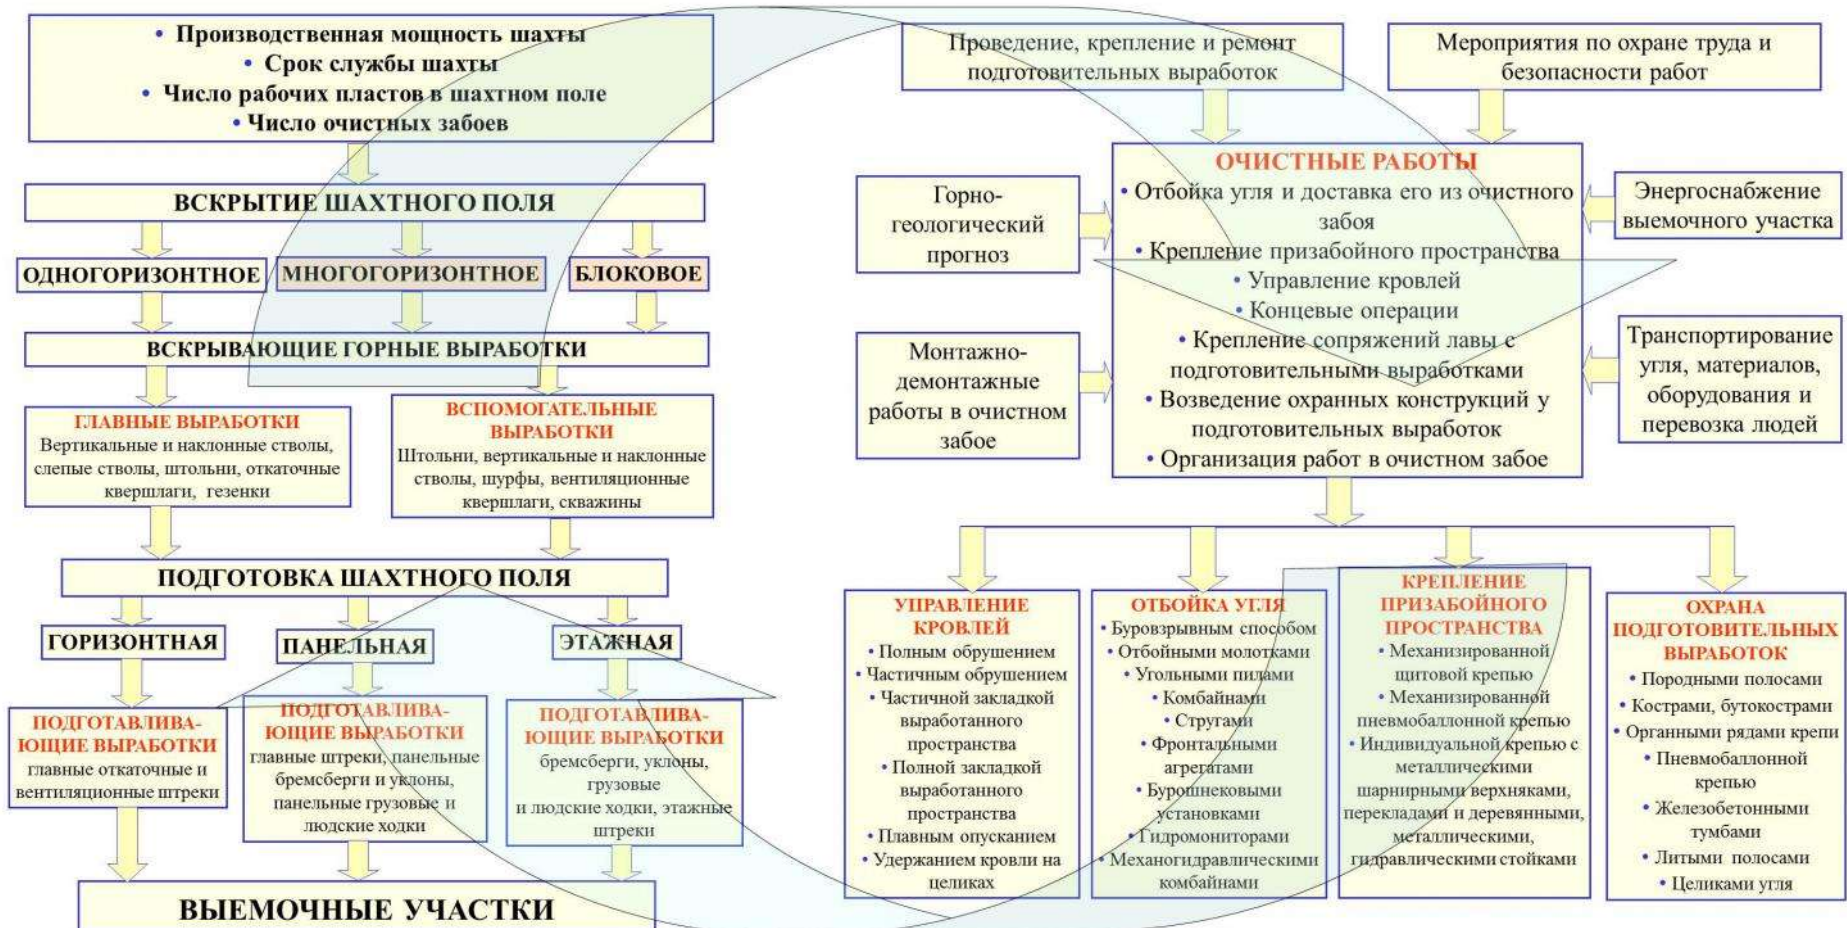 • Производственная мощность шахты
• Срок службы шахты
• Число рабочих пластов в шахтном поле
• Число очистных забоев
ВСКРЫТИЕ ШАХТНОГО ПОЛЯ
ОДНОГОРИЗОНТНОЕ
МНОГОГОРИЗОНТНОЕ
БЛОКОВОЕ
ВСКРЫВАЮЩИЕ ГОРНЫЕ ВЫРАБОТКИ
ГЛАВНЫЕ ВЫРАБОТКИ
Вертикальные и наклонные стволы,
слепые стволы, штольни, откаточные
квершлаги, гезенки
ВСПОМОГАТЕЛЬНЫЕ
ВЫРАБОТКИ
Штольни, вертикальные и наклонные
стволы, шурфы, вентиляционные
квершлаги, скважины
ПОДГОТОВКА ШАХТНОГО ПОЛЯ
ГОРИЗОНТНАЯ
ПАНЕЛЬНАЯ
ЭТАЖНАЯ
ПОДГОТАВЛИВА-
ЮЩИЕ ВЫРАБОТКИ
главные откаточные и
вентиляционные штреки
ПОДГОТАВЛИВА-
ЮЩИЕ ВЫРАБОТКИ
главные штреки, панельные
бремсберги и уклоны,
панельные грузовые и
людские ходки
ПОДГОТАВЛИВА-
ЮЩИЕ ВЫРАБОТКИ
бремсберги, уклоны,
грузовые
и людские ходки, этажные
штреки
ВЫЕМОЧНЫЕ УЧАСТКИ
Проведение, крепление и ремонт
подготовительных выработок
Мероприятия по охране труда и
безопасности работ
Горно-
геологический
прогноз
Монтажно-
демонтажные
работы в очистном
забое
ОЧИСТНЫЕ РАБОТЫ
• Отбойка угля и доставка его из очистного
забоя
• Крепление призабойного пространства
• Управление кровлей
• Концевые операции
• Крепление сопряжений лавы с
подготовительными выработками
• Возведение охранных конструкций у
подготовительных выработок
• Организация работ в очистном забое
Энергоснабжение
выемочного участка
Транспортирование
угля, материалов,
оборудования и
перевозка людей
УПРАВЛЕНИЕ
КРОВЛЕЙ
• Полным обрушением
• Частичным обрушением
• Частичной закладкой
выработанного
пространства
• Полной закладкой
выработанного
пространства
• Плавным опусканием
• Удержанием кровли на
целиках
ОТБОЙКА УГЛЯ
• Буровзрывным способом
• Отбойными молотками
• Угольными пилами
• Комбайнами
• Стругами
• Фронтальными
агрегатами
• Бурошнековыми
установками
• Гидромониторами
• Механогидравлическими
комбайнами
КРЕПЛЕНИЕ
ПРИЗАБОЙНОГО
ПРОСТРАНСТВА
• Механизированной
щитовой крепью
• Механизированной
пневмобаллонной крепью
• Индивидуальной крепью с
металлическими
шарнирными верхняками,
перекладами и деревянными,
металлическими,
гидравлическими стойками
ОХРАНА
ПОДГОТОВИТЕЛЬНЫХ
ВЫРАБОТОК
• Породными полосами
• Кострами, бутокострами
• Органными рядами крепи
• Пневмобаллонной
крепью
• Железобетонными
тумбами
• Литыми полосами
• Целиками угля